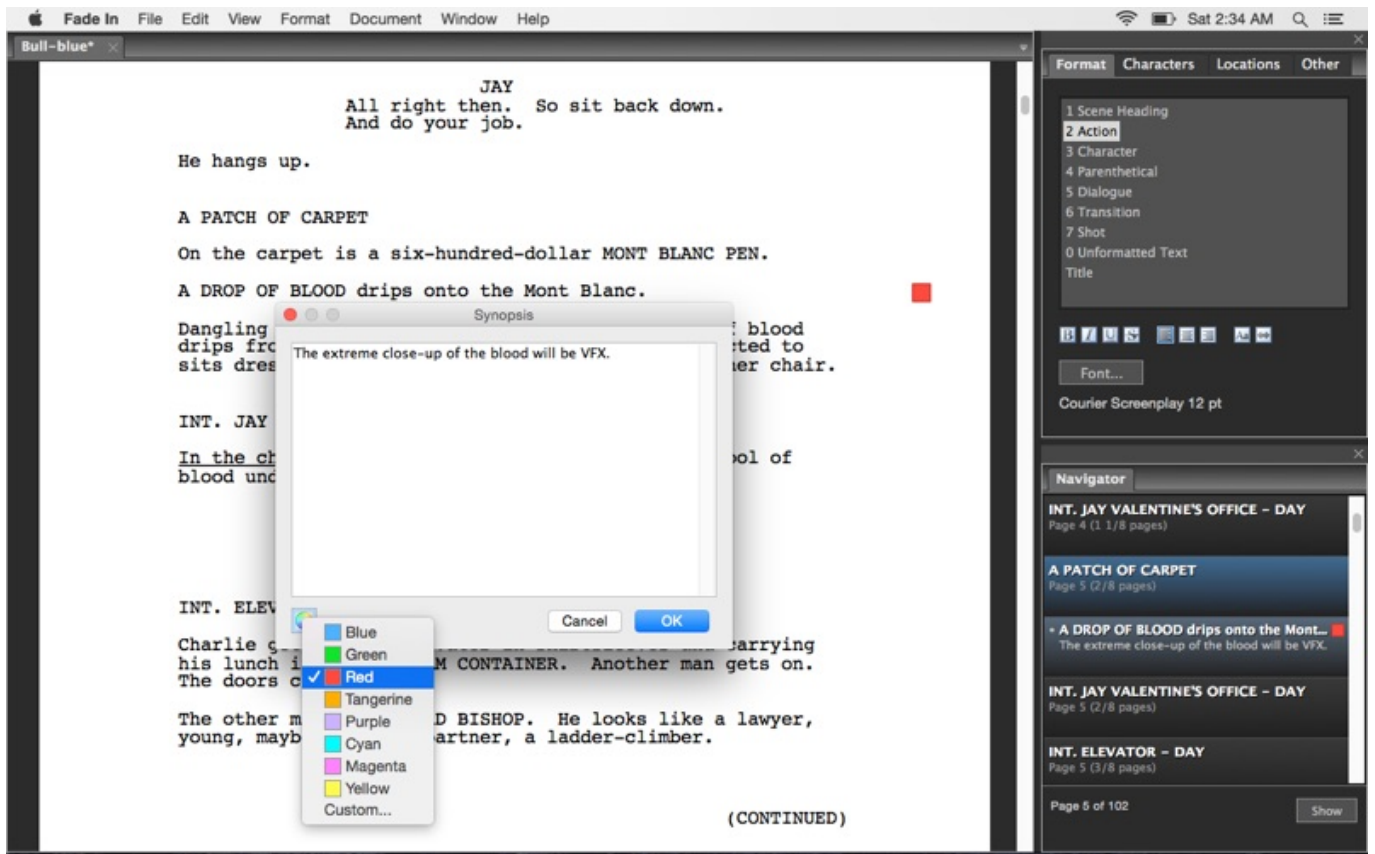 Fade In File Edit View Format Document Window Help Sat 2:34 AM
Bull-blue*
JAY
All right then. So sit back down.
And do your job.
He hangs up.
A PATCH OF CARPET
On the carpet is a six-hundred-dollar MONT BLANC PEN.
A DROP OF BLOOD drips onto the Mont Blanc.
Dangling blood
drips to
sits chair.
INT. JAY
In the of
blood
INT.
Charlie carrying
his lunch CONTAINER. Another man gets on.
The doors
The other BISHOP. He looks like a lawyer,
young, a ladder-climber.
(CONTINUED)
Synopsis
The extreme close-up of the blood will be VFX.
Cancel OK
Blue
Green
✓ Red
Tangerine
Purple
Cyan
Magenta
Yellow
Custom...
Format Characters Locations Other
1 Scene Heading
2 Action
3 Character
4 Parenthetical
5 Dialogue
6 Transition
7 Shot
0 Unformatted Text
Title
B I U S
Font...
Courier Screenplay 12 pt
Navigator
INT. JAY VALENTINE'S OFFICE – DAY
Page 4 (1 1/8 pages)
A PATCH OF CARPET
Page 5 (2/8 pages)
• A DROP OF BLOOD drips onto the Mont...
The extreme close-up of the blood will be VFX.
INT. JAY VALENTINE'S OFFICE – DAY
Page 5 (2/8 pages)
INT. ELEVATOR – DAY
Page 5 (3/8 pages)
Page 5 of 102
Show